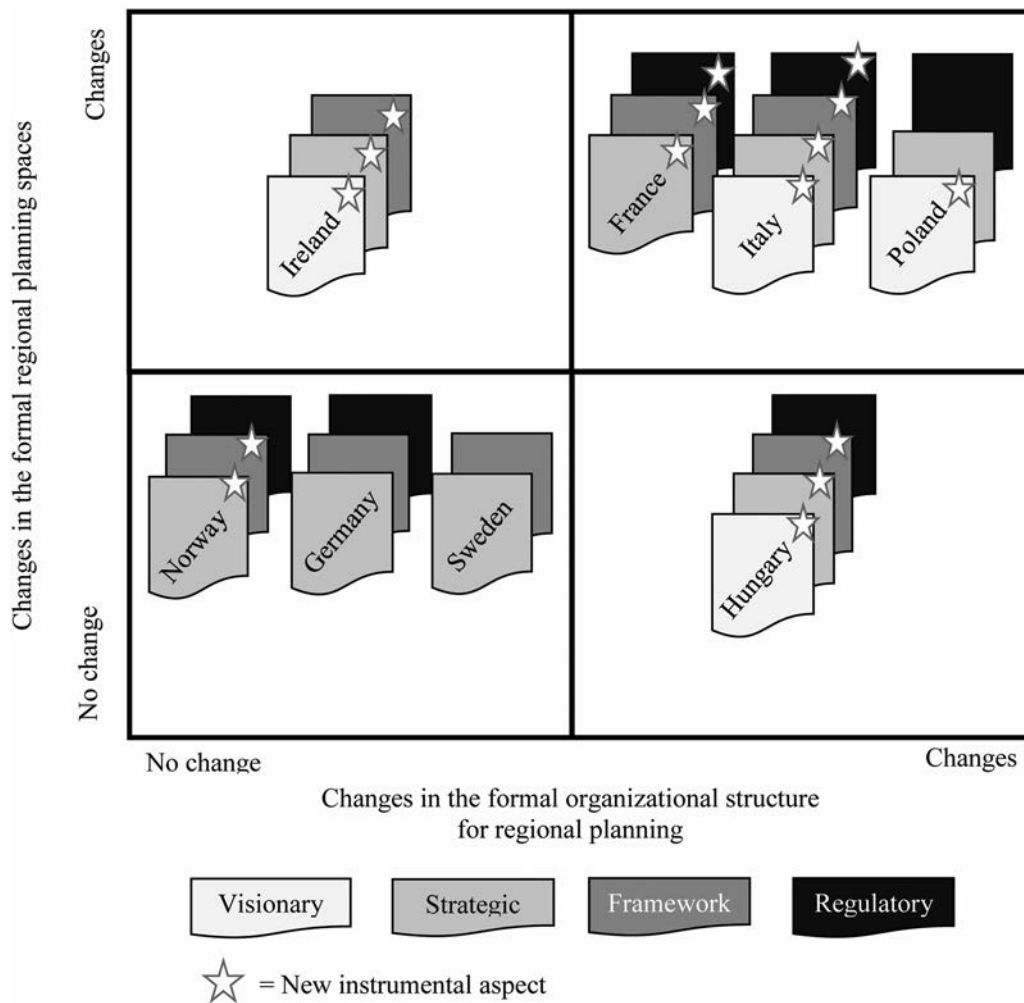 Changes in the formal regional planning spaces
Changes
No change
Ireland
France
Italy
Poland
Norway
Germany
Sweden
Hungary
No change
Changes
Changes in the formal organizational structure
for regional planning
Visionary
Strategic
Framework
Regulatory
= New instrumental aspect